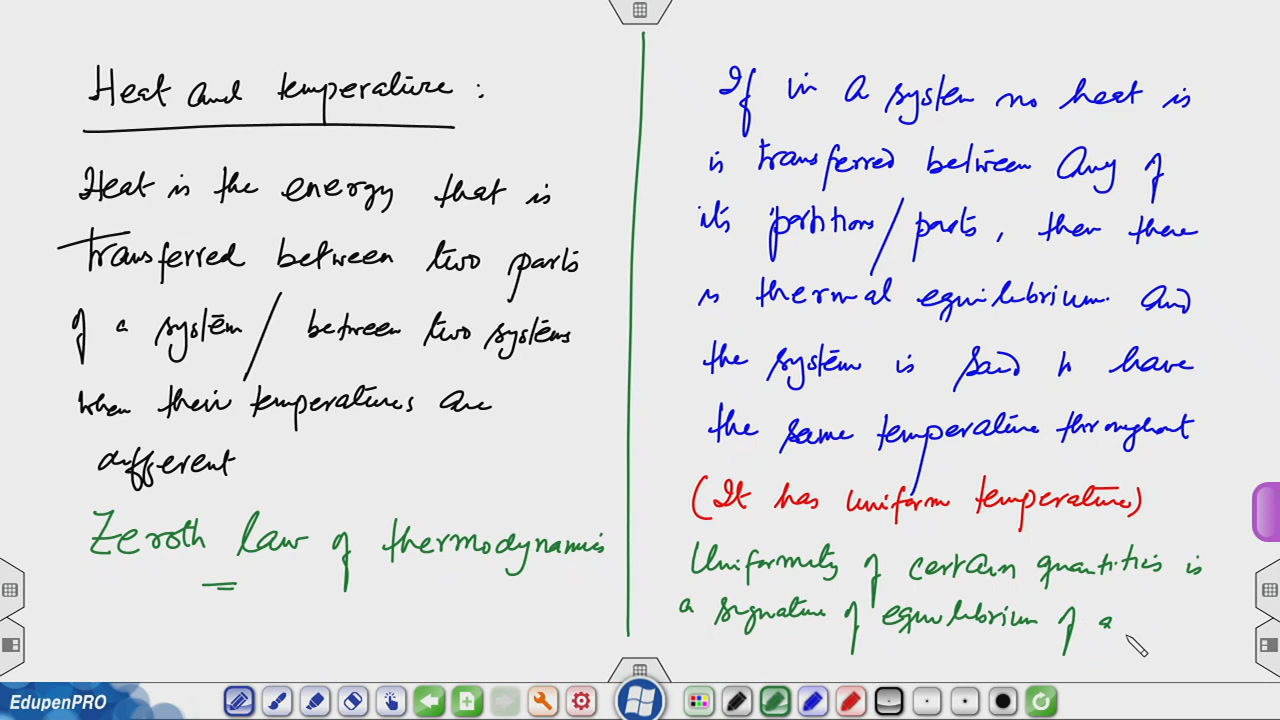 Heat and temperature :
Heat is the energy that is
transferred between two parts
of a system / between two systems
when their temperatures are
different
Zeroth law of thermodynamics
If in a system no heat is
is transferred between any of
its partitions / parts, then there
is thermal equilibrium. And
the system is said to have
the same temperature throughout
(It has uniform temperature)
Uniformity of certain quantities is
a signature of equilibrium of a
EdupenPRO